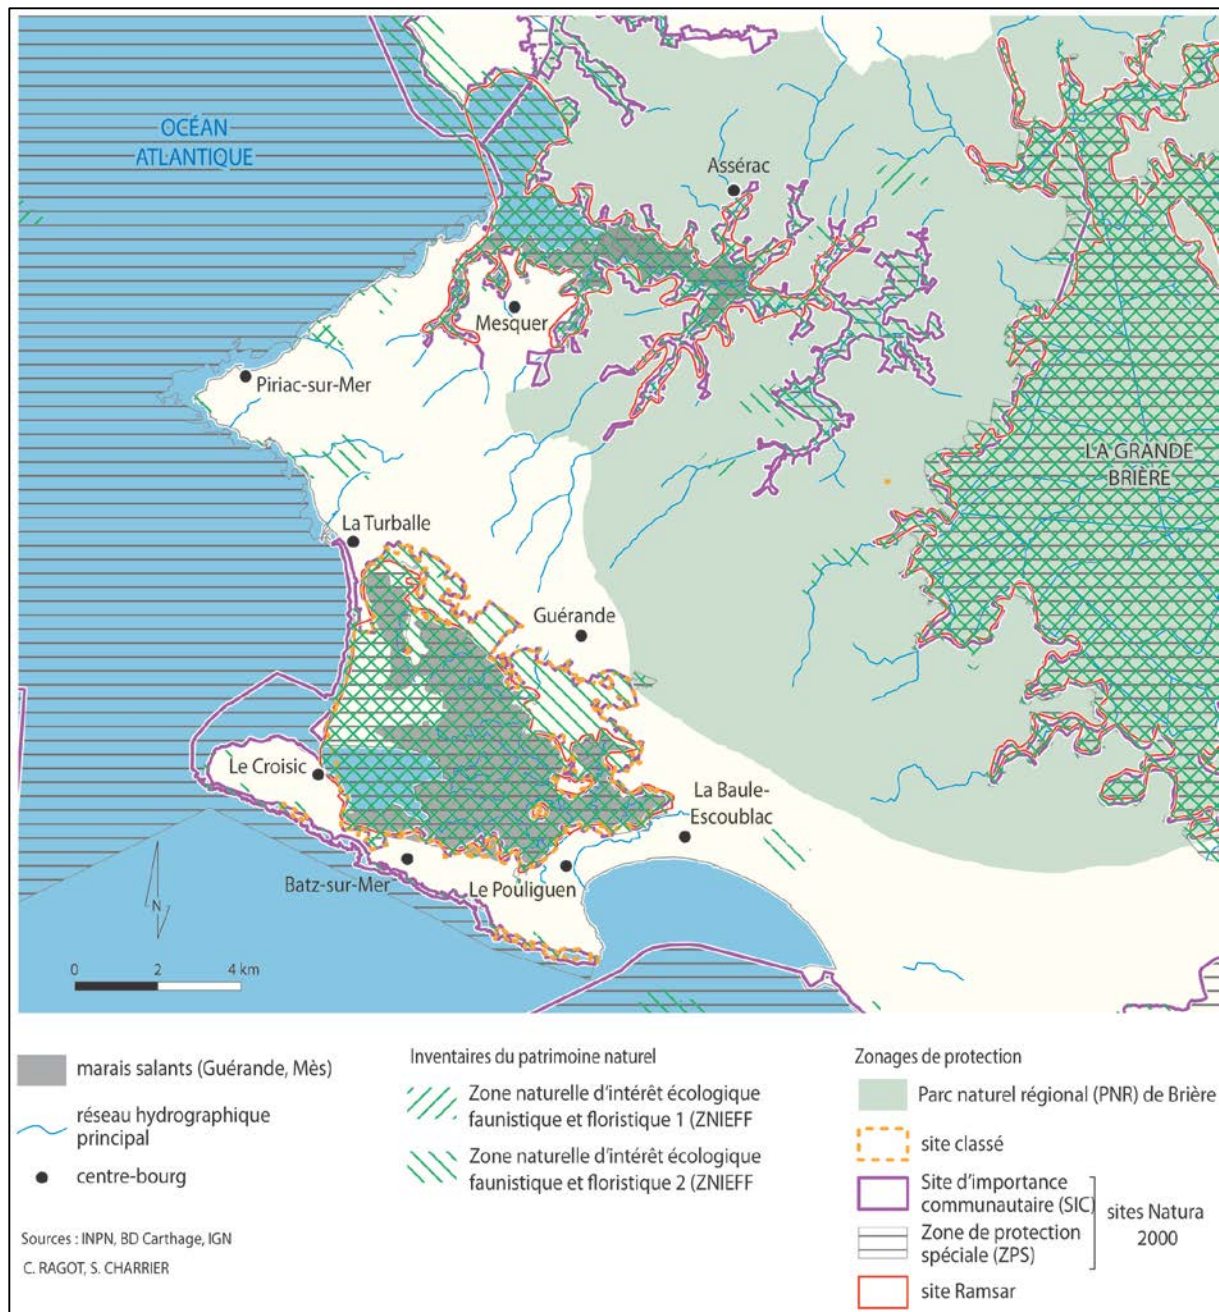 OCÉAN
ATLANTIQUE
Assérac
Mesquer
Piriac-sur-Mer
LA GRANDE
BRIÈRE
La Turballe
Guérande
Le Croisic
La Baule-
Escoublac
Batz-sur-Mer
Le Pouliguen
N
0 2 4 km
marais salants (Guérande, Mès)
réseau hydrographique
principal
centre-bourg
Sources : INPN, BD Carthage, IGN
C. RAGOT, S. CHARRIER
Inventaires du patrimoine naturel
Zone naturelle d'intérêt écologique
faunistique et floristique 1 (ZNIEFF
Zone naturelle d'intérêt écologique
faunistique et floristique 2 (ZNIEFF
Zonages de protection
Parc naturel régional (PNR) de Brière
site classé
Site d'importance
communautaire (SIC)
Zone de protection
spéciale (ZPS)
sites Natura
2000
site Ramsar